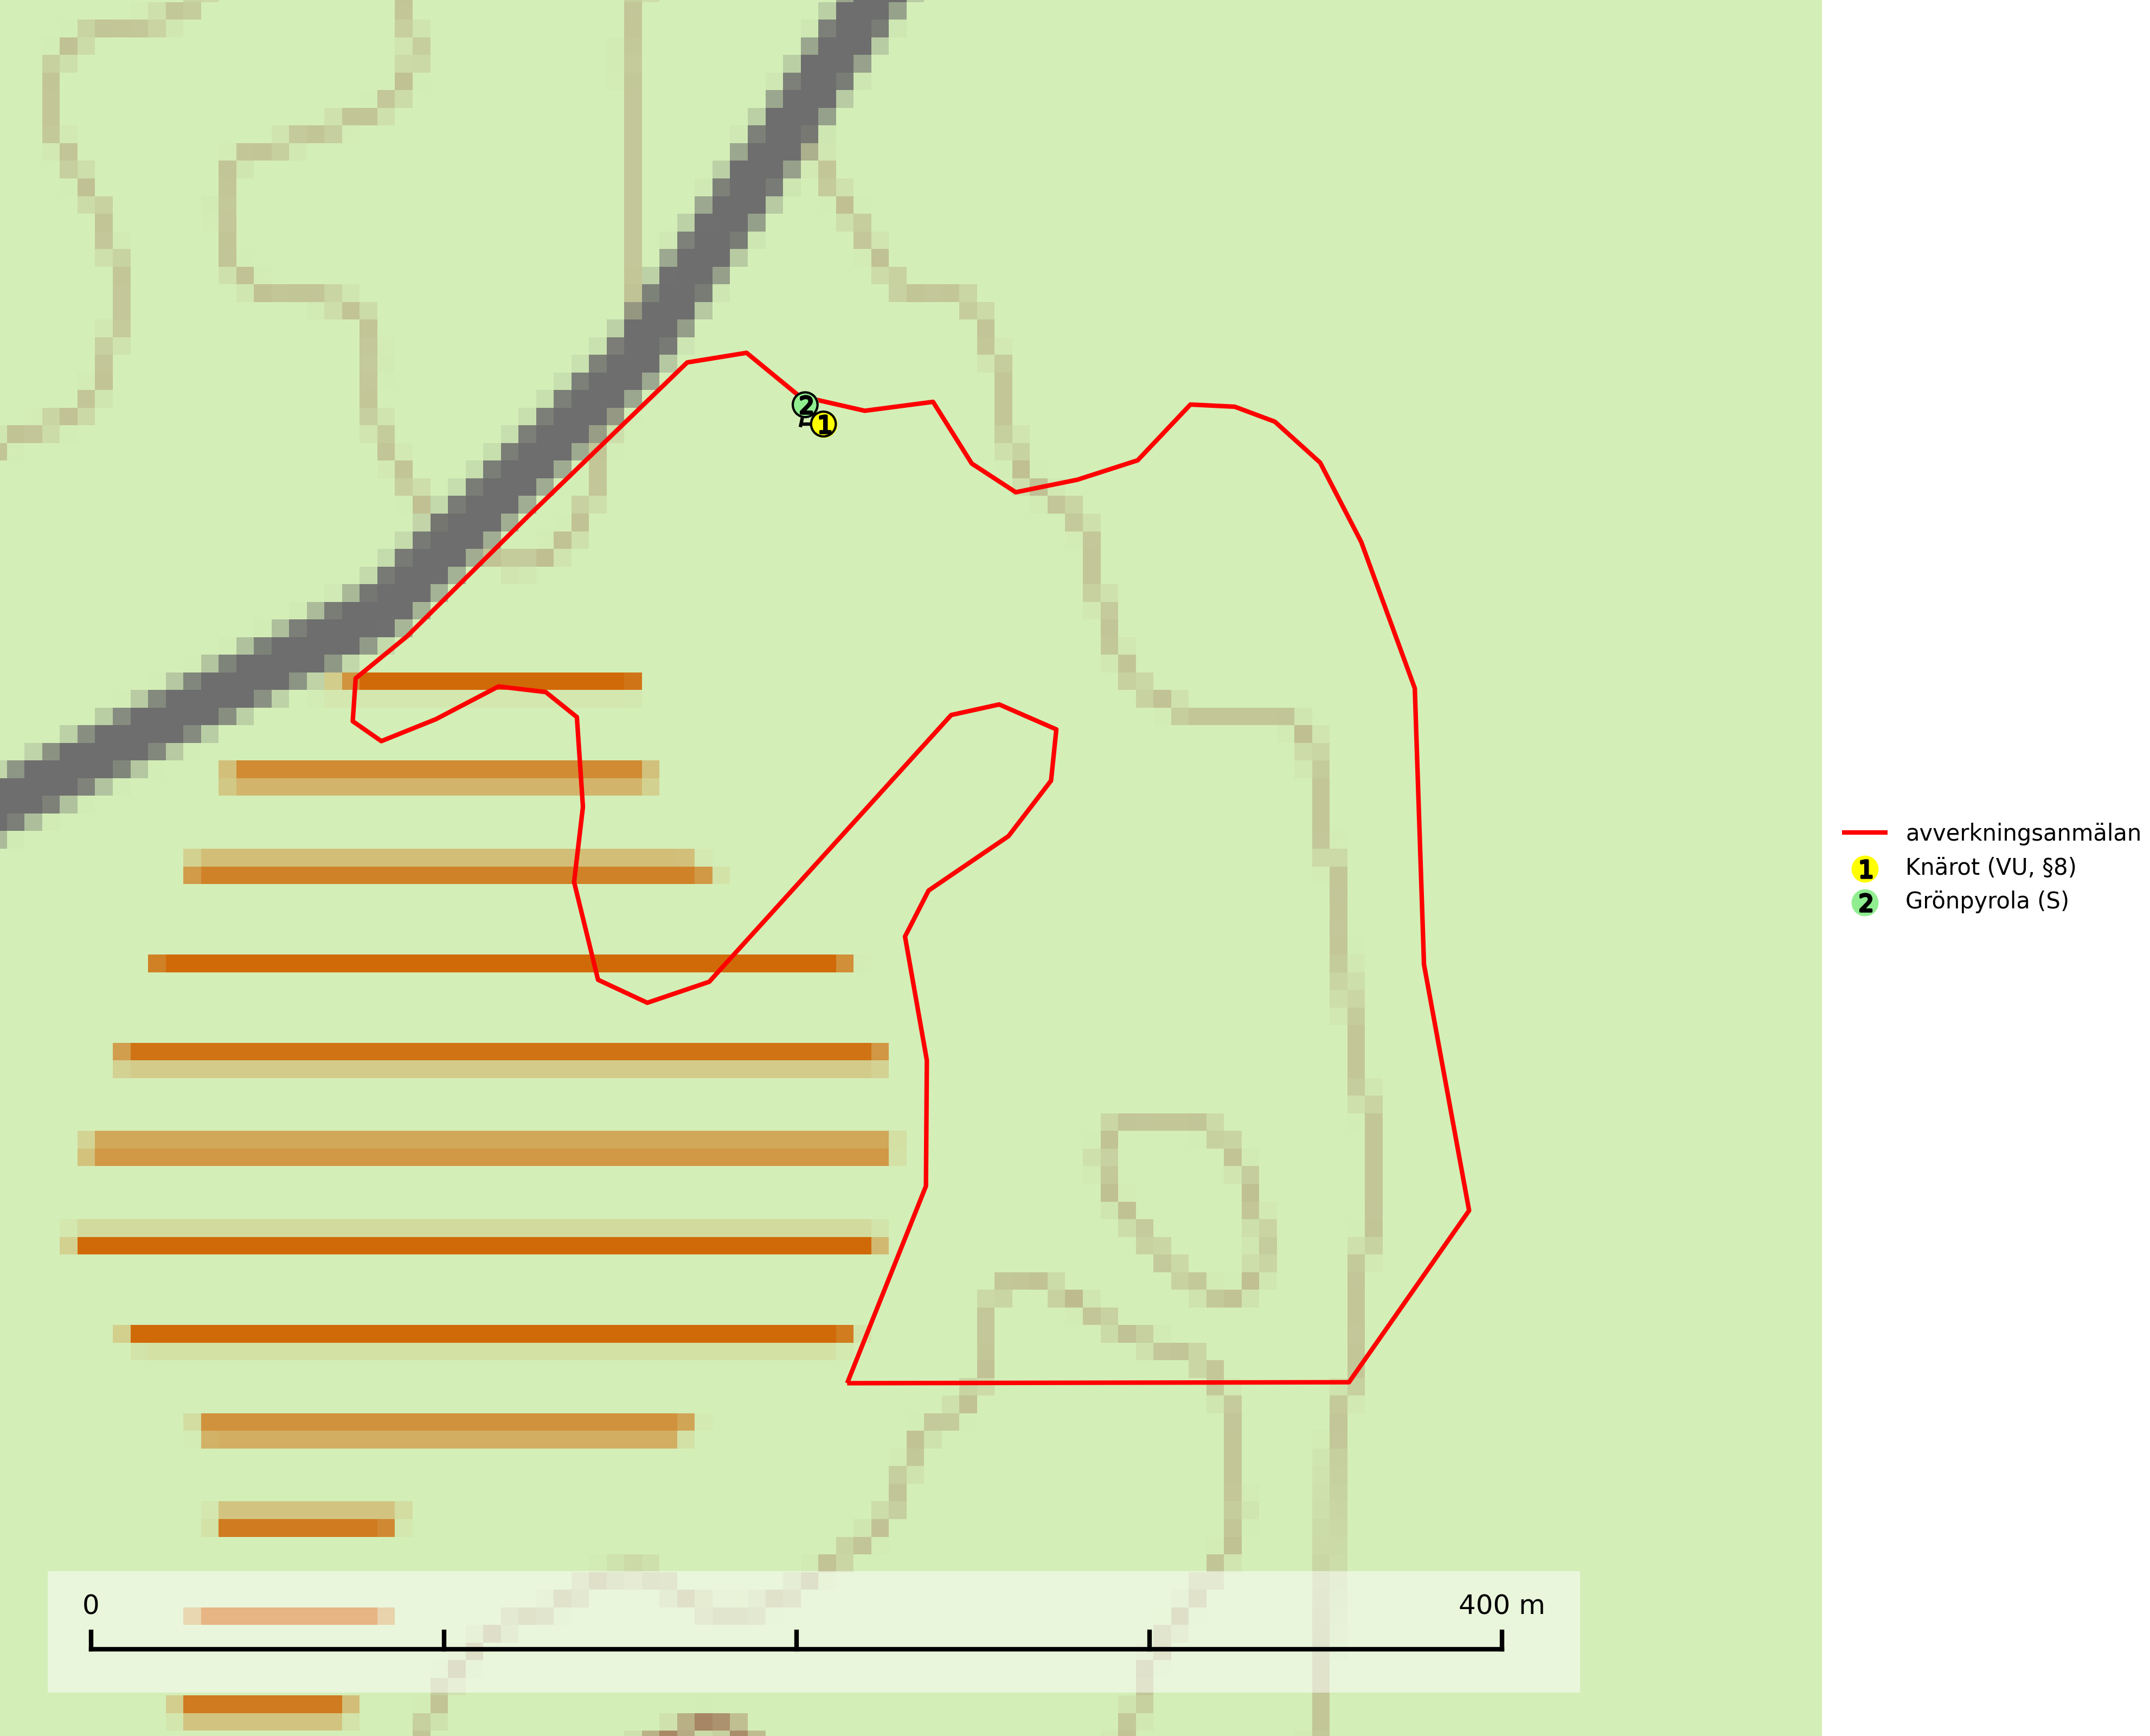 2
1
avverkningsanmälan
1 Knärot (VU, §8)
2 Grönpyrola (S)
0 400 m